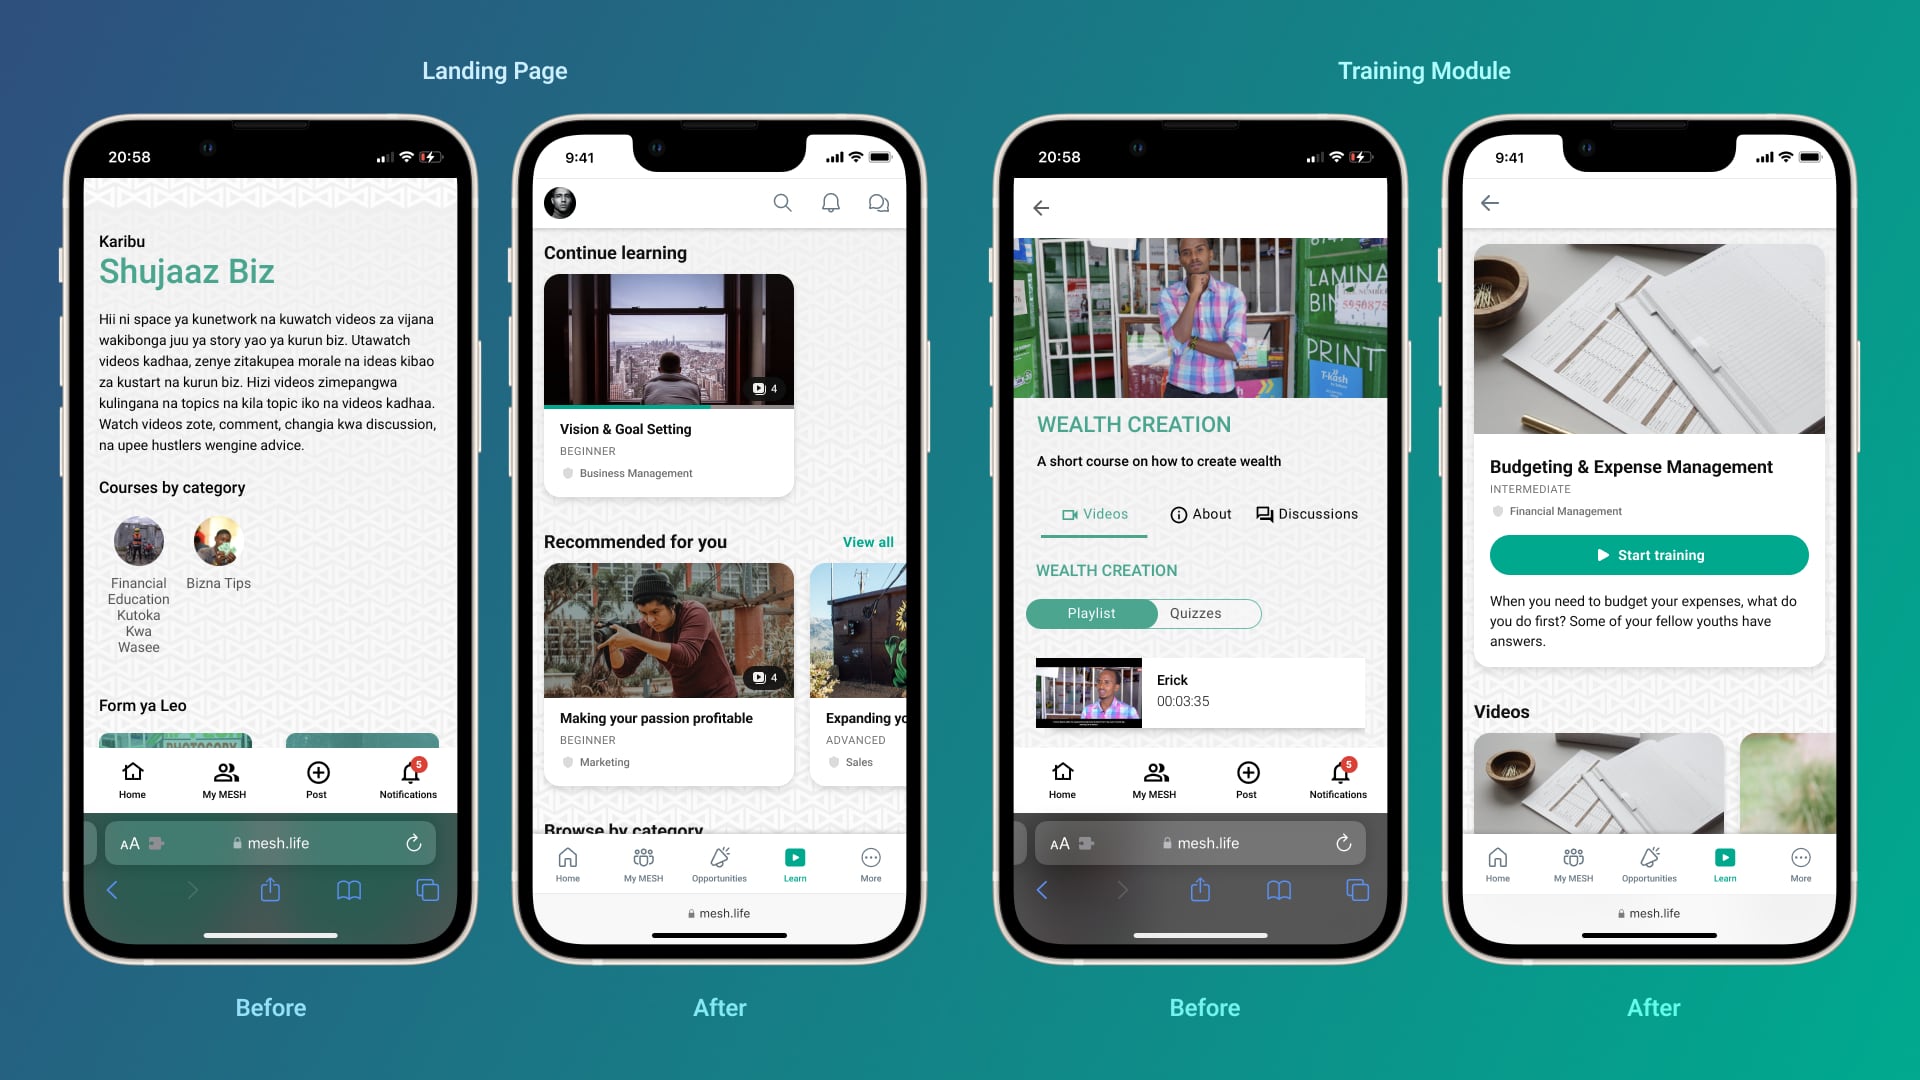 Landing Page
Training Module
20:58
Karibu
Shujaaz Biz
Hii ni space ya kunetwork na kuwatch videos za vijana
wakibonga juu ya story yao ya kurun biz. Utawatch
videos kadhaa, zenye zitakupea morale na ideas kibao
za kustart na kurun biz. Hizi videos zimepangwa
kulingana na topics na kila topic iko na videos kadhaa.
Watch videos zote, comment, changia kwa discussion,
na upee hustlers wengine advice.
Courses by category
Financial
Education
Kutoka
Kwa
Wasee
Bizna Tips
Form ya Leo
PHOTOCOPY
Home
My MESH
Post
5
Notifications
AA
mesh.life
Before
9:41
Continue learning
4
Vision & Goal Setting
BEGINNER
Business Management
Recommended for you
View all
4
Making your passion profitable
BEGINNER
Marketing
Expanding yo
ADVANCED
Sales
Browse by category
Home
My MESH
Opportunities
Learn
More
mesh.life
After
20:58
LAMINA
BIN
5950875
PRINT
T-kash
WEALTH CREATION
A short course on how to create wealth
Videos
About
Discussions
WEALTH CREATION
Playlist
Quizzes
Erick
00:03:35
Home
My MESH
Post
5
Notifications
AA
mesh.life
Before
9:41
Budgeting & Expense Management
INTERMEDIATE
Financial Management
Start training
When you need to budget your expenses, what do
you do first? Some of your fellow youths have
answers.
Videos
Home
My MESH
Opportunities
Learn
More
mesh.life
After